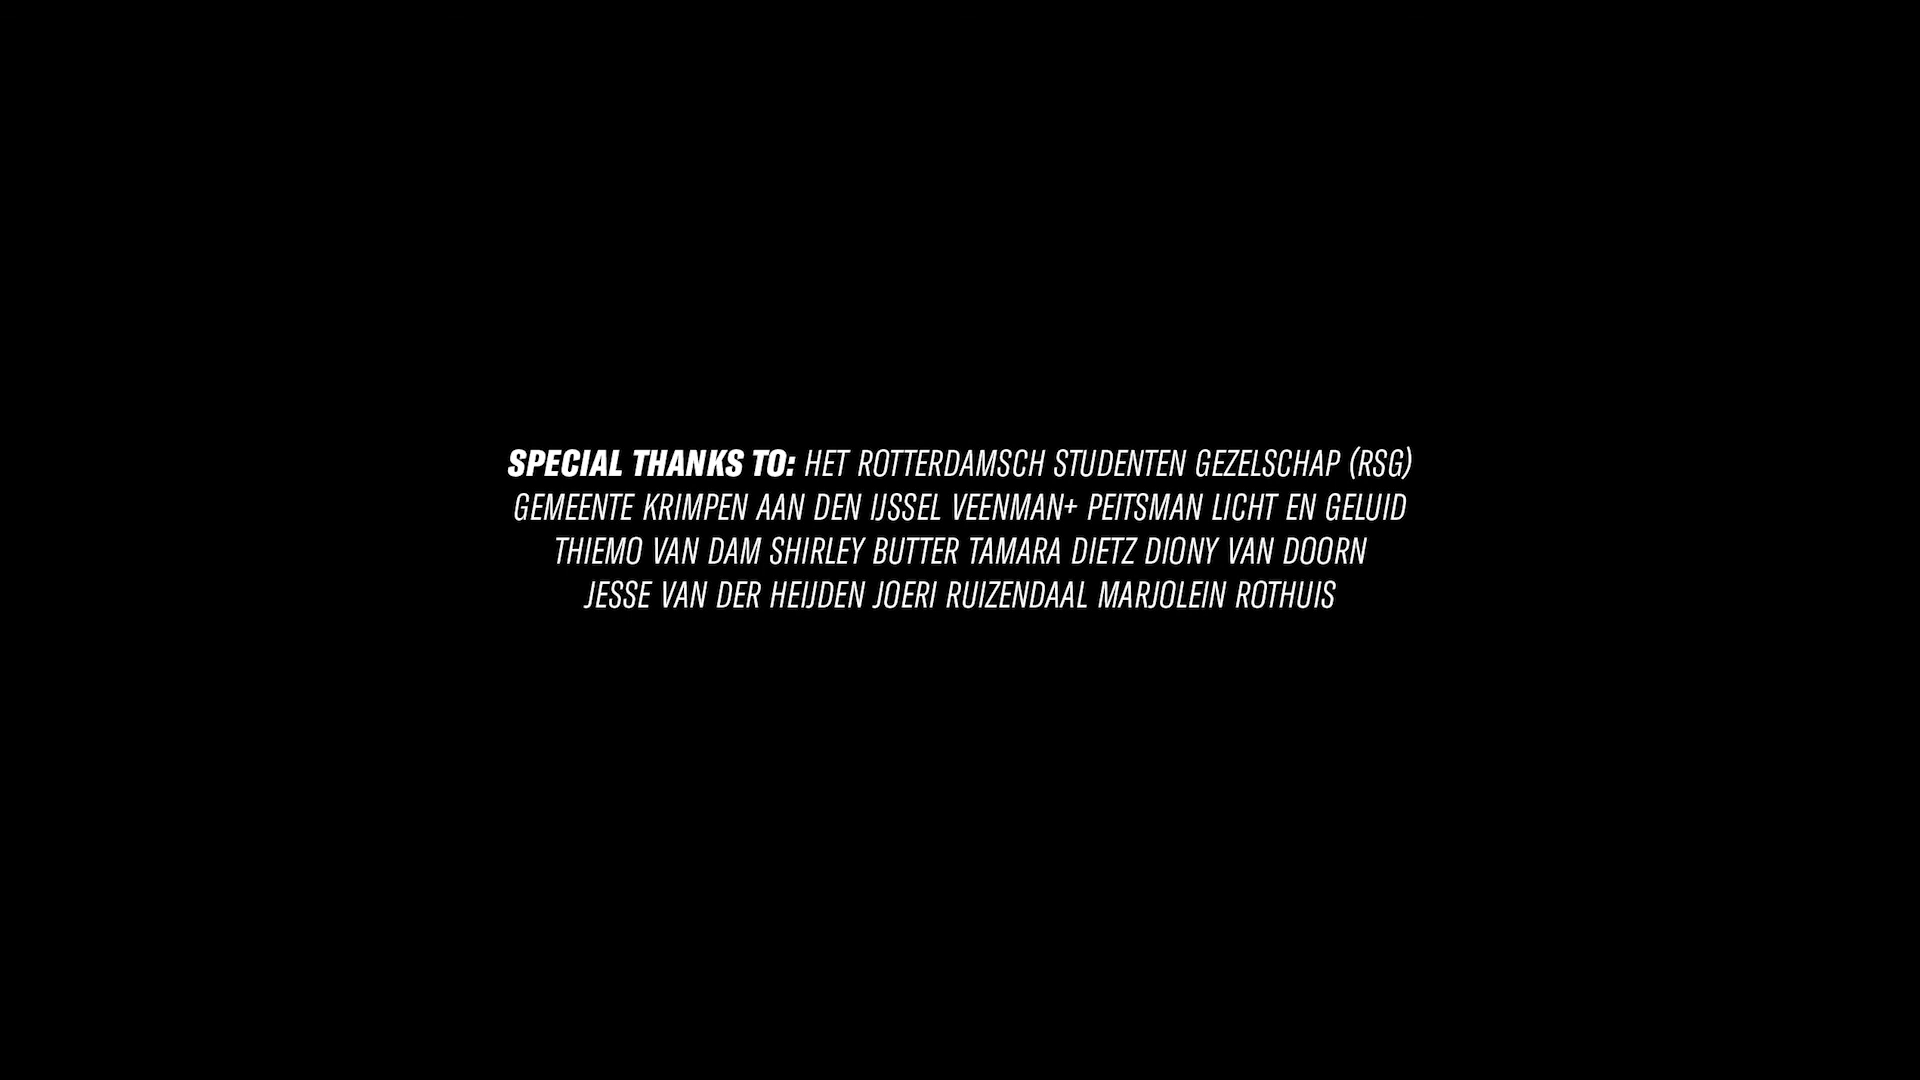 SPECIAL THANKS TO: HET ROTTERDAMSCH STUDENTEN GEZELSCHAP (RSG)
GEMEENTE KRIMPEN AAN DEN IJSSEL VEENMAN+ PEITSMAN LICHT EN GELUID
THIEMO VAN DAM SHIRLEY BUTTER TAMARA DIETZ DIONY VAN DOORN
JESSE VAN DER HEIJDEN JOERI RUIZENDAAL MARJOLEIN ROTHUIS